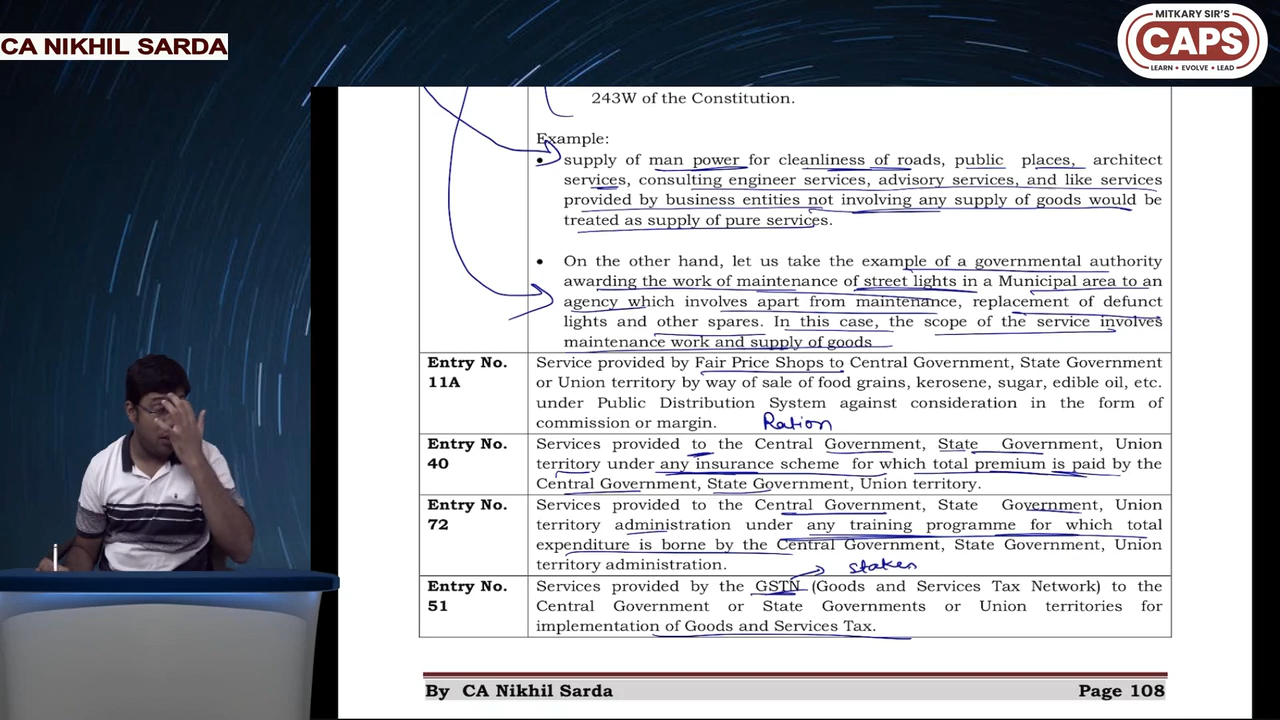 CA NIKHIL SARDA
MITKARY SIR'S
CAPS
LEARN • EVOLVE • LEAD
243W of the Constitution.
Example:
• supply of man power for cleanliness of roads, public places, architect
services, consulting engineer services, advisory services, and like services
provided by business entities not involving any supply of goods would be
treated as supply of pure services.
• On the other hand, let us take the example of a governmental authority
awarding the work of maintenance of street lights in a Municipal area to an
agency which involves apart from maintenance, replacement of defunct
lights and other spares. In this case, the scope of the service involves
maintenance work and supply of goods
Entry No.
11A
Service provided by Fair Price Shops to Central Government, State Government
or Union territory by way of sale of food grains, kerosene, sugar, edible oil, etc.
under Public Distribution System against consideration in the form of
commission or margin.
Ration
Entry No.
40
Services provided to the Central Government, State Government, Union
territory under any insurance scheme for which total premium is paid by the
Central Government, State Government, Union territory.
Entry No.
72
Services provided to the Central Government, State Government, Union
territory administration under any training programme for which total
expenditure is borne by the Central Government, State Government, Union
territory administration.
Entry No.
51
Services provided by the GSTN (Goods and Services Tax Network) to the
Central Government or State Governments or Union territories for
implementation of Goods and Services Tax.
By CA Nikhil Sarda
Page 108